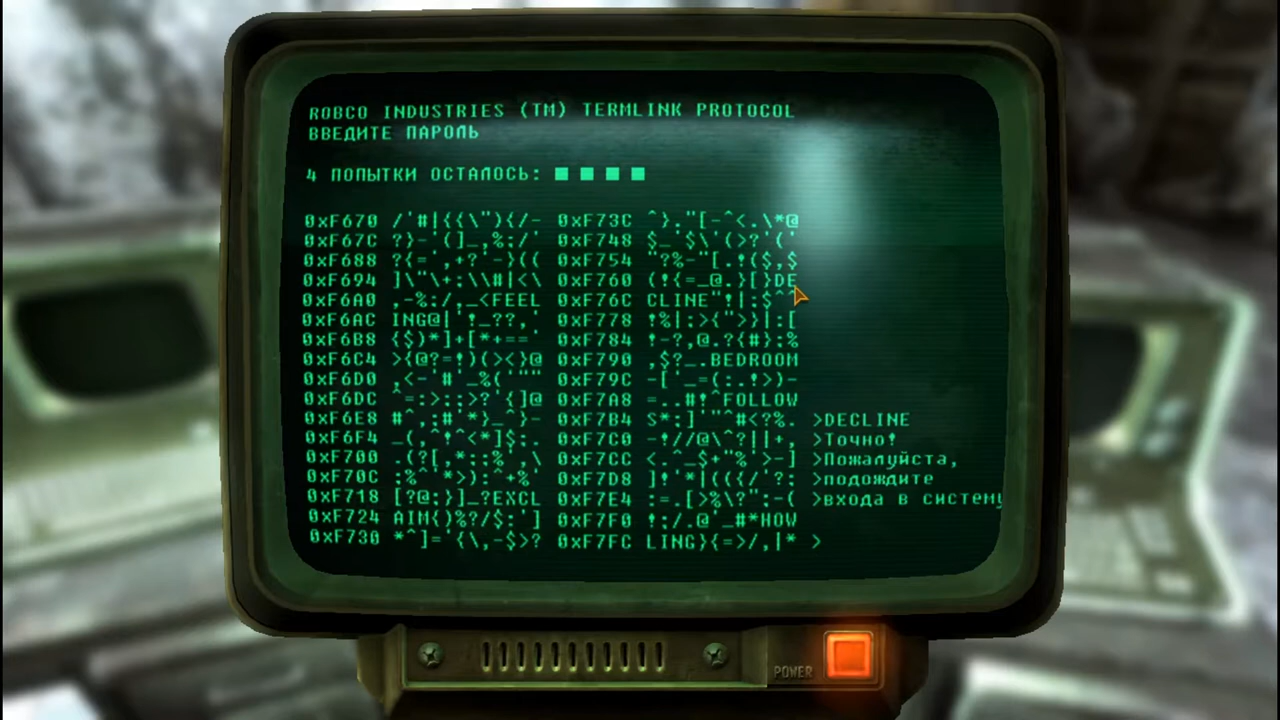 ROBCO INDUSTRIES (TM) TERMLINK PROTOCOL
ВВЕДИТЕ ПАРОЛЬ
4 ПОПЫТКИ ОСТАЛОСЬ: ■ ■ ■ ■
0xF670 /'#|{{\"){/- 0xF73C ^}."[-^<.\*@
0xF67C ?}-'(]_,%:/' 0xF748 $_'$\'(>?'('
0xF688 ?{=',+?'-}(( 0xF754 "?%-"[.!($,$
0xF694 ]\"\+:\\#|<\ 0xF760 (!{=_@.}[}DE
0xF6A0 ,-%:/,_<FEEL 0xF76C CLINE"!|:$^^
0xF6AC ING@|'!_??,' 0xF778 !%|:>{">}|:[
0xF6B8 {$)*]+[*+==' 0xF784 !-?,@.?{#}:%
0xF6C4 >{@?=!)(><}@ 0xF790 ,$?_.BEDROOM
0xF6D0 ,<-'#'_%('"" 0xF79C -['_=(:.!>)-
0xF6DC ^=:>:;>?'{]@ 0xF7A8 =..#!^FOLLOW
0xF6E8 #^,;#'*}_^}- 0xF7B4 S*:]'"^#<?%. >DECLINE
0xF6F4 _(,^!^<*]$:. 0xF7C0 -!//@\^?||+, >Точно!
0xF700 .(?[,*:;%',\ 0xF7CC <.^_$+"%'>-] >Пожалуйста,
0xF70C :%^'*>):^+%' 0xF7D8 ]!'*|(({/'?: >подождите
0xF718 [?@;}]_?EXCL 0xF7E4 :=.[>%\?";-( >входа в систему
0xF724 AIM{)%?/$:'] 0xF7F0 !:/.@'_#*HOW
0xF730 *^]='{\,-$>? 0xF7FC LING}{=>/,|* >
POWER